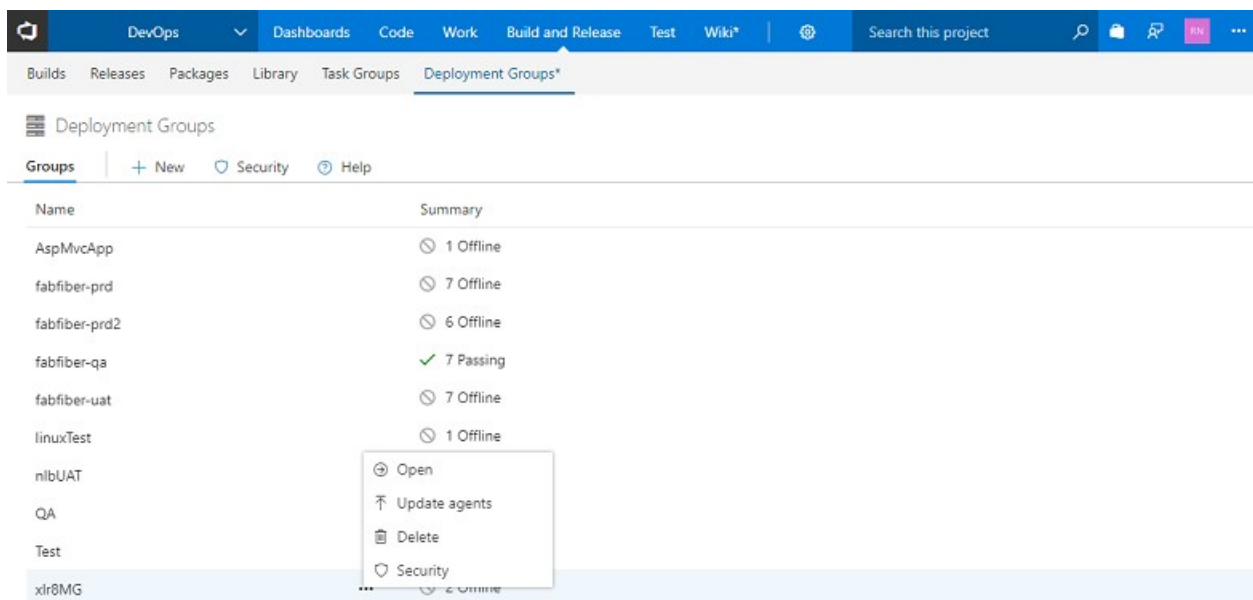 DevOps Dashboards Code Work Build and Release Test Wiki* Search this project RN ...
Builds Releases Packages Library Task Groups Deployment Groups*
Deployment Groups
Groups + New Security Help
Name Summary
AspMvcApp 1 Offline
fabfiber-prd 7 Offline
fabfiber-prd2 6 Offline
fabfiber-qa 7 Passing
fabfiber-uat 7 Offline
linuxTest 1 Offline
Open
nlbUAT
Update agents
QA
Delete
Test
Security
xlr8MG ... 2 Offline